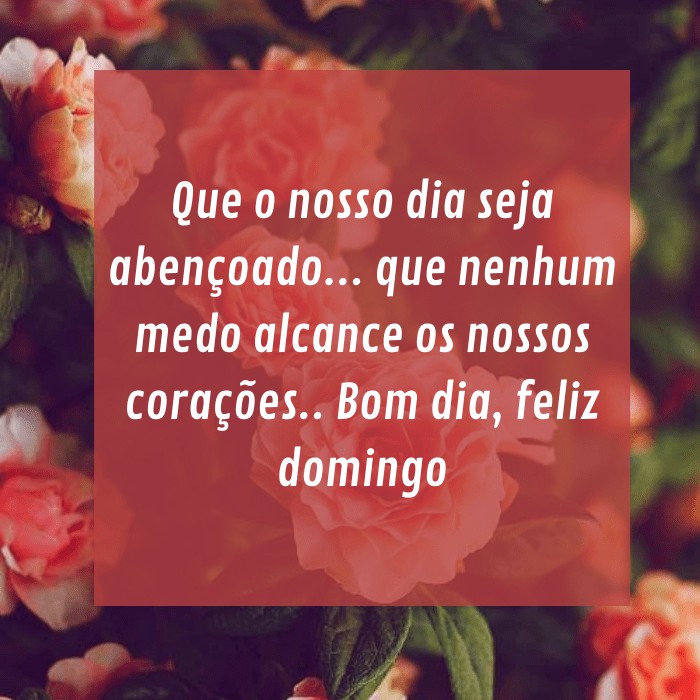 Que o nosso dia seja
abençoado... que nenhum
medo alcance os nossos
corações.. Bom dia, feliz
domingo